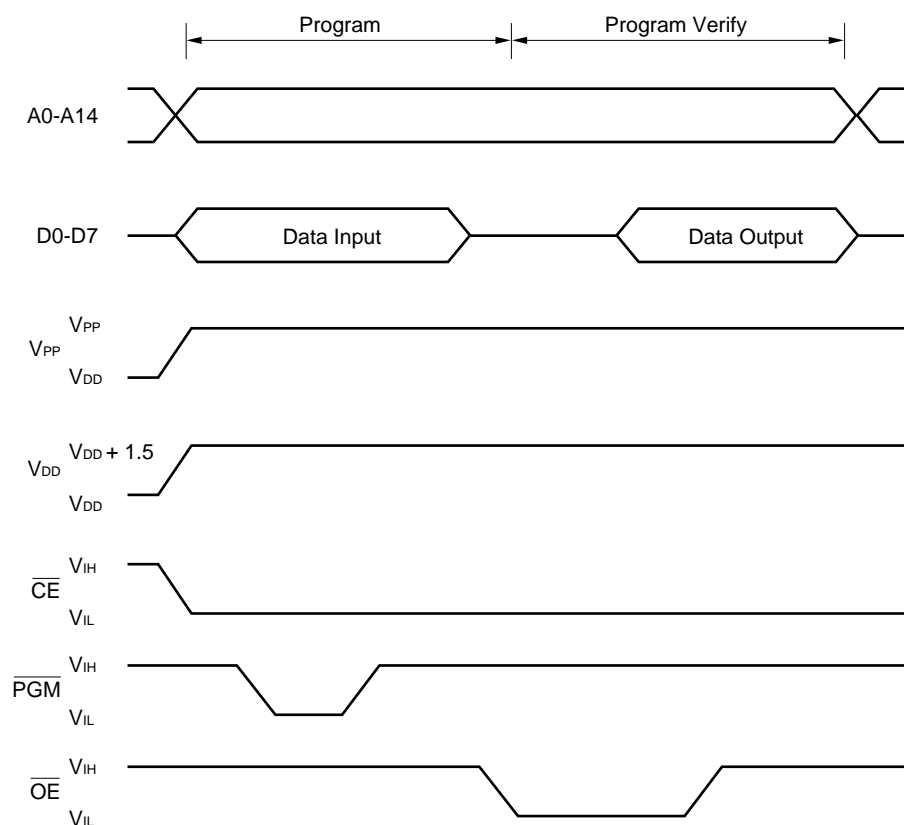 Program Program Verify
A0-A14
D0-D7 Data Input Data Output
VPP
VPP
VDD
VDD + 1.5
VDD
VDD
VIH
CE
VIL
VIH
PGM
VIL
VIH
OE
VIL